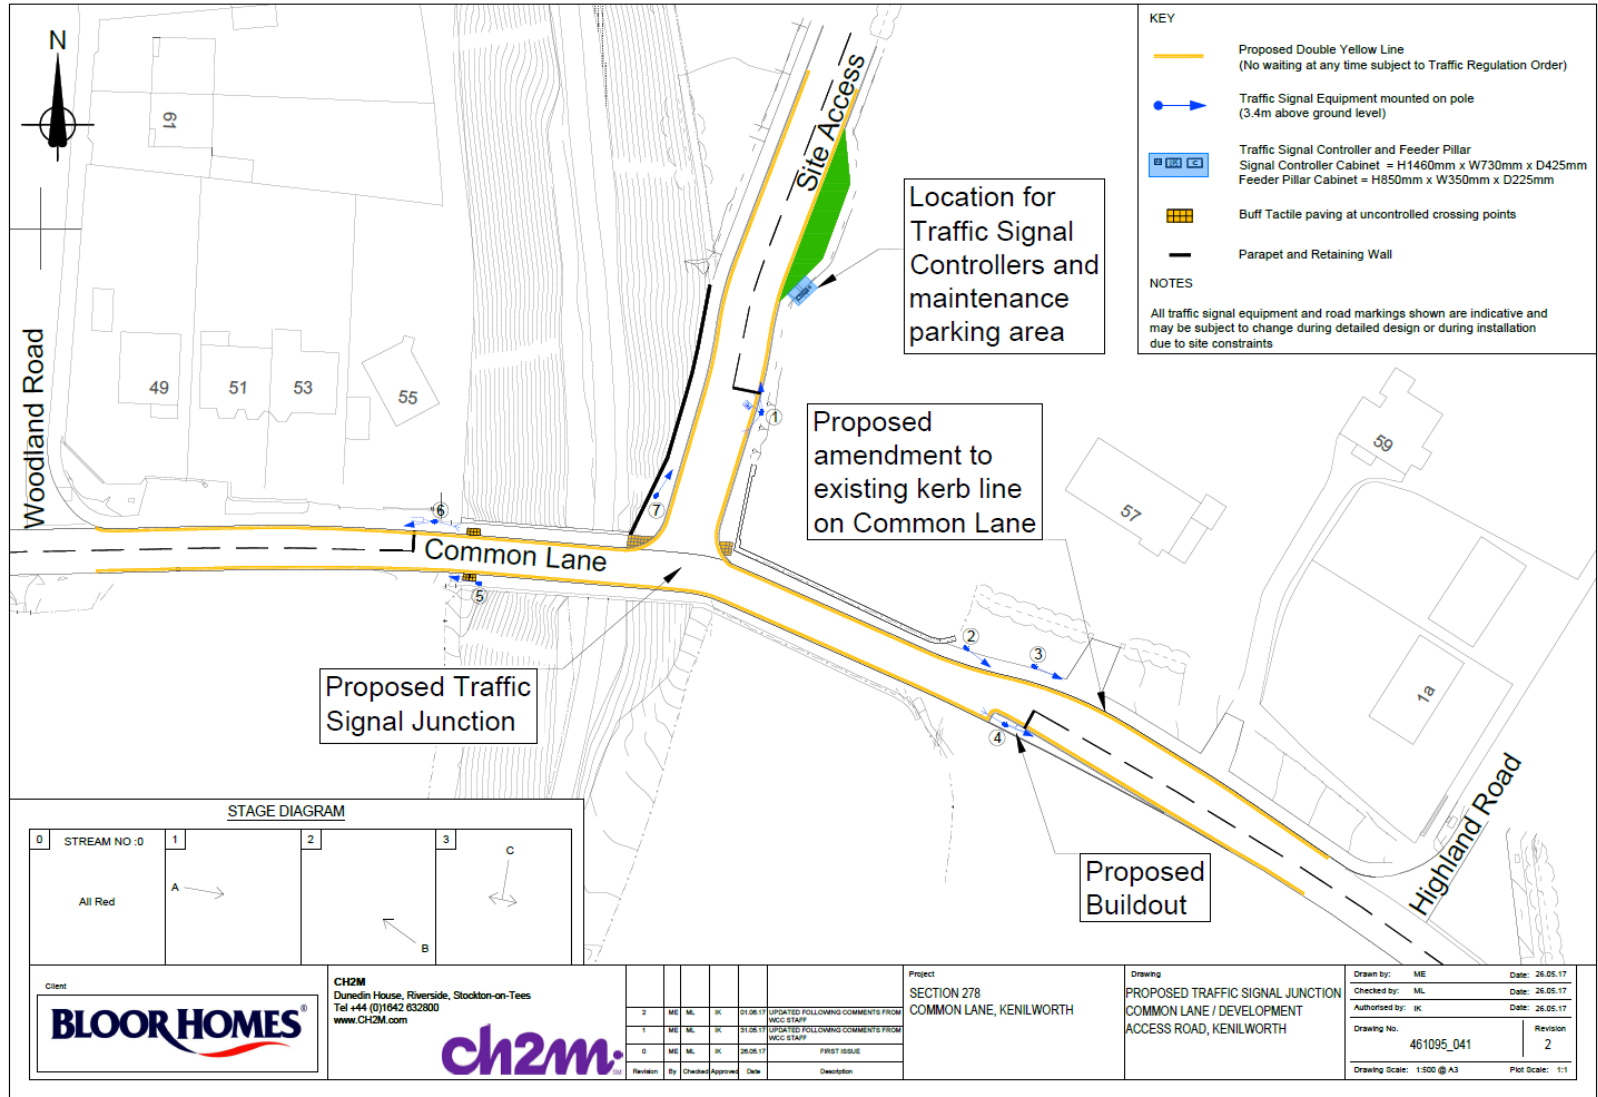 N
61
49
51
53
55
Woodland Road
Site Access
Location for
Traffic Signal
Controllers and
maintenance
parking area
Proposed
amendment to
existing kerb line
on Common Lane
1
2
3
4
5
6
7
57
59
1a
Common Lane
Highland Road
Proposed Traffic
Signal Junction
Proposed
Buildout
KEY
Proposed Double Yellow Line
(No waiting at any time subject to Traffic Regulation Order)
Traffic Signal Equipment mounted on pole
(3.4m above ground level)
Traffic Signal Controller and Feeder Pillar
Signal Controller Cabinet = H1460mm x W730mm x D425mm
Feeder Pillar Cabinet = H850mm x W350mm x D225mm
Buff Tactile paving at uncontrolled crossing points
Parapet and Retaining Wall
NOTES
All traffic signal equipment and road markings shown are indicative and
may be subject to change during detailed design or during installation
due to site constraints
STAGE DIAGRAM
0 STREAM NO :0
All Red
1
A
2
B
3
C
Client
BLOOR HOMES®
CH2M
Dunedin House, Riverside, Stockton-on-Tees
Tel +44 (0)1642 632800
www.CH2M.com
ch2m:
SM
2 ME ML IK 01.06.17 UPDATED FOLLOWING COMMENTS FROM
WCC STAFF
1 ME ML IK 31.05.17 UPDATED FOLLOWING COMMENTS FROM
WCC STAFF
0 ME ML IK 26.05.17 FIRST ISSUE
Revision By Checked Approved Date Description
Project
SECTION 278
COMMON LANE, KENILWORTH
Drawing
PROPOSED TRAFFIC SIGNAL JUNCTION
COMMON LANE / DEVELOPMENT
ACCESS ROAD, KENILWORTH
Drawn by: ME Date: 26.05.17
Checked by: ML Date: 26.05.17
Authorised by: IK Date: 26.05.17
Drawing No. Revision
461095_041 2
Drawing Scale: 1:500 @ A3 Plot Scale: 1:1